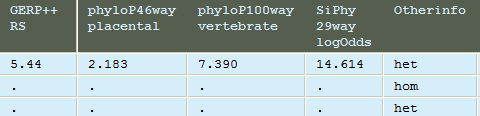 GERP++ RS phyloP46way placental phyloP100way vertebrate SiPhy 29way logOdds Otherinfo
5.44 2.183 7.390 14.614 het
. . . . hom
. . . . het